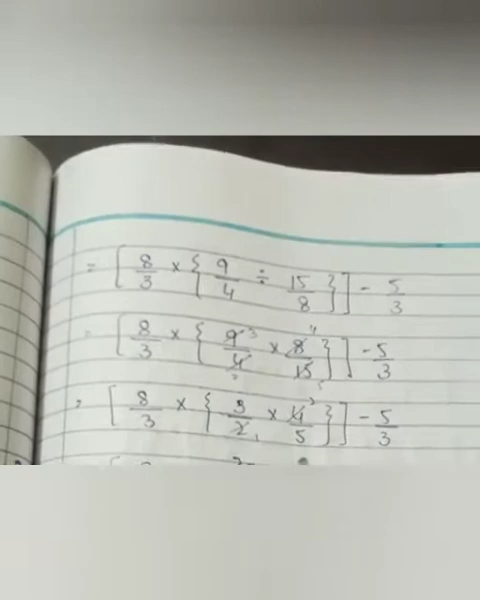 = [ 8/3 × { 9/4 ÷ 15/8 } ] - 5/3
= [ 8/3 × { 9/4 × 8/15 } ] - 5/3
= [ 8/3 × { 3/2 × 4/5 } ] - 5/3